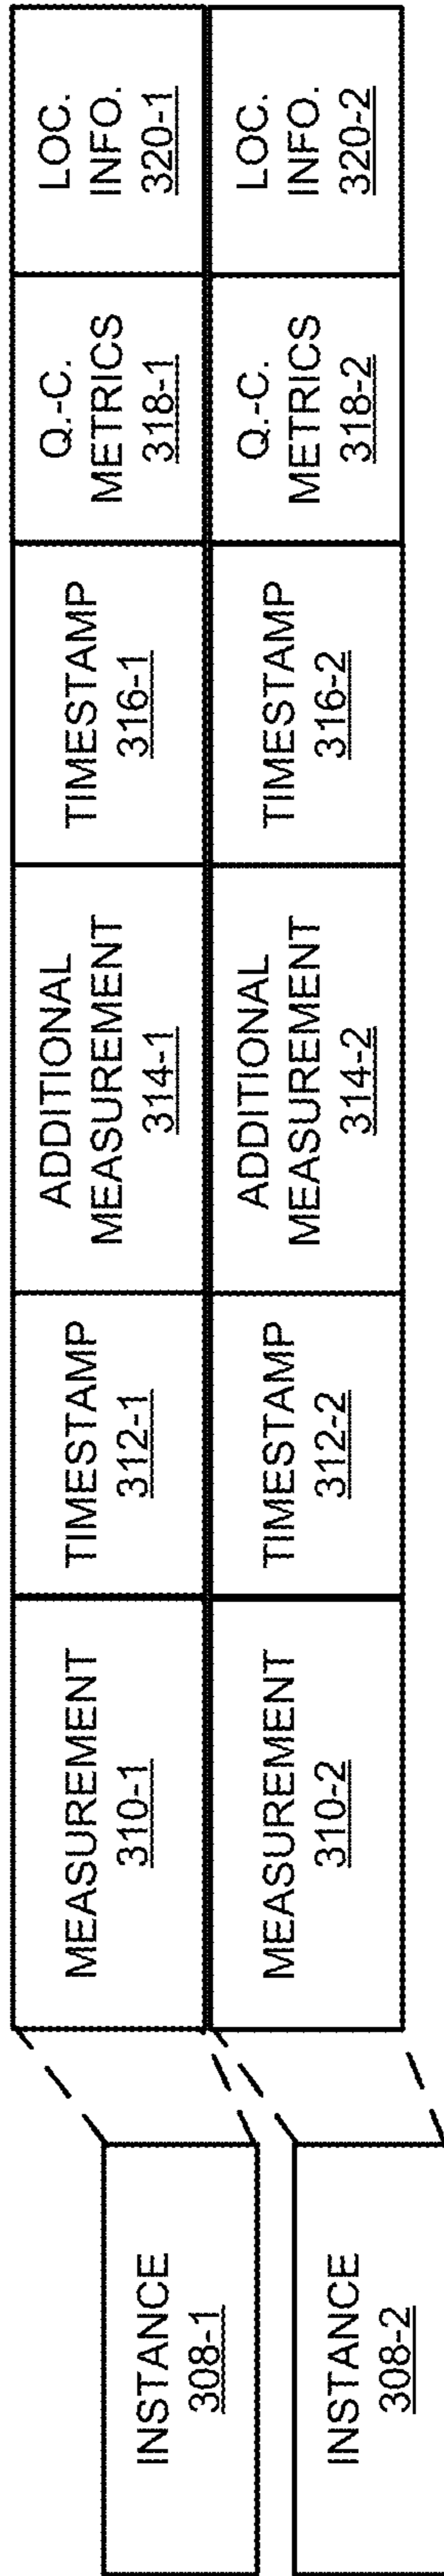 INSTANCE
308-1
MEASUREMENT
310-1
TIMESTAMP
312-1
ADDITIONAL
MEASUREMENT
314-1
TIMESTAMP
316-1
Q.-C.
METRICS
318-1
LOC.
INFO.
320-1
INSTANCE
308-2
MEASUREMENT
310-2
TIMESTAMP
312-2
ADDITIONAL
MEASUREMENT
314-2
TIMESTAMP
316-2
Q.-C.
METRICS
318-2
LOC.
INFO.
320-2